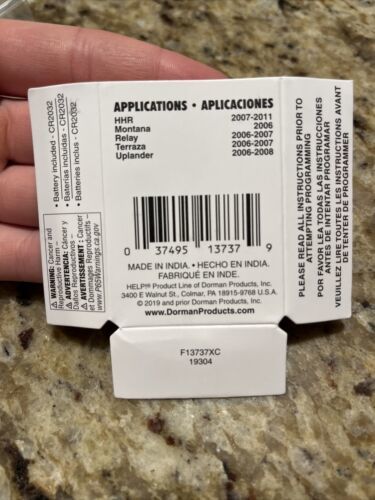 APPLICATIONS • APLICACIONES
HHR 2007-2011
Montana 2006
Relay 2006-2007
Terraza 2006-2007
Uplander 2006-2008
0 37495 13737 9
MADE IN INDIA. • HECHO EN INDIA.
FABRIQUÉ EN INDE.
HELP!® Product Line of Dorman Products, Inc.
3400 E Walnut St., Colmar, PA 18915-9768 U.S.A.
© 2019 and prior Dorman Products, Inc.
www.DormanProducts.com
F13737XC
19304
• Battery included - CR2032
• Baterías incluidas - CR2032
• Batteries inclus - CR2032
WARNING: Cancer and
Reproductive Harm –
ADVERTENCIA: Cáncer y
Daños Reproductivos –
AVERTISSEMENT : Cancer
et Dommages Reproductifs –
www.P65Warnings.ca.gov
PLEASE READ ALL INSTRUCTIONS PRIOR TO
ATTEMPTING PROGRAMMING
POR FAVOR LEA TODAS LAS INSTRUCCIONES
ANTES DE INTENTAR PROGRAMAR
VEUILLEZ LIRE TOUTES LES INSTRUCTIONS AVANT
DE TENTER DE PROGRAMMER